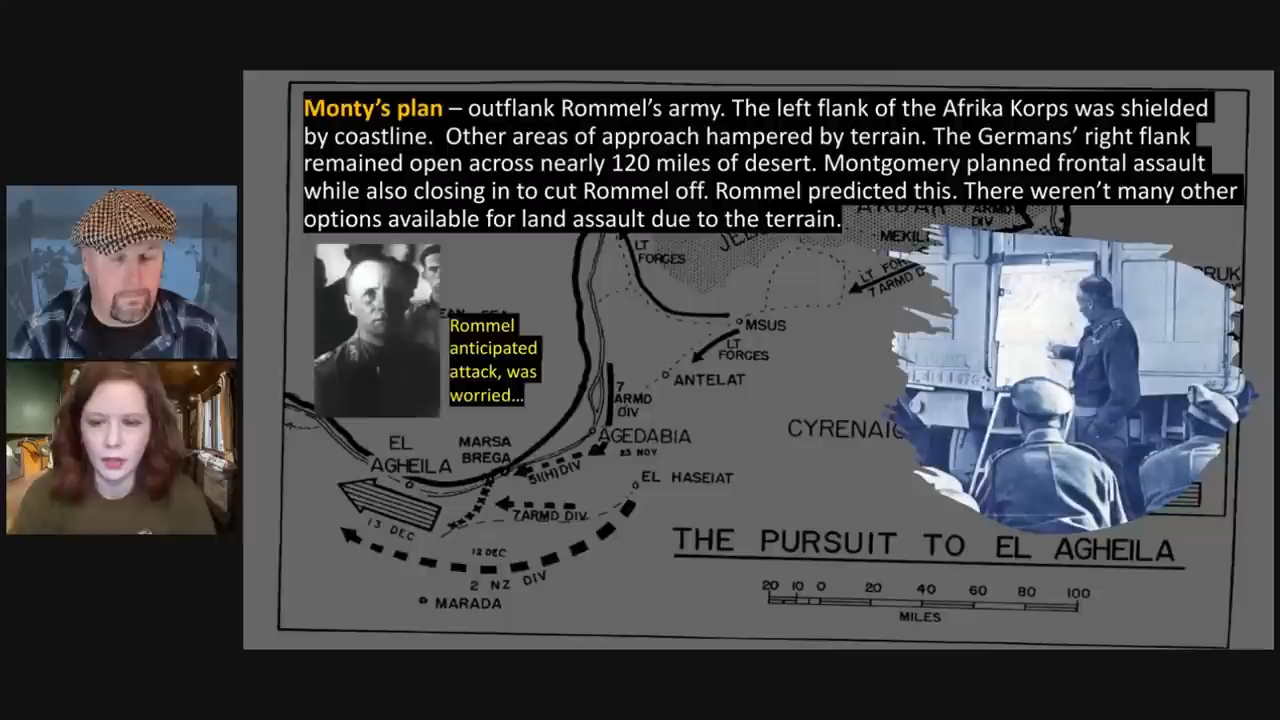 Monty's plan – outflank Rommel's army. The left flank of the Afrika Korps was shielded
by coastline.  Other areas of approach hampered by terrain. The Germans' right flank
remained open across nearly 120 miles of desert. Montgomery planned frontal assault
while also closing in to cut Rommel off. Rommel predicted this. There weren't many other
options available for land assault due to the terrain.
DIV
MEKILI
LT
FORGES
LT
7 ARMD
RUK
Rommel
anticipated
attack, was
worried…
MSUS
LT
FORGES
ANTELAT
7
ARMD
DIV
CYRENAIC
AGEDABIA
23 NOV
EL
AGHEILA
MARSA
BREGA
51(H) DIV
EL HASEIAT
7 ARMD DIV
13 DEC
12 DEC
2 NZ DIV
MARADA
THE PURSUIT TO EL AGHEILA
20 10 0 20 40 60 80 100
MILES